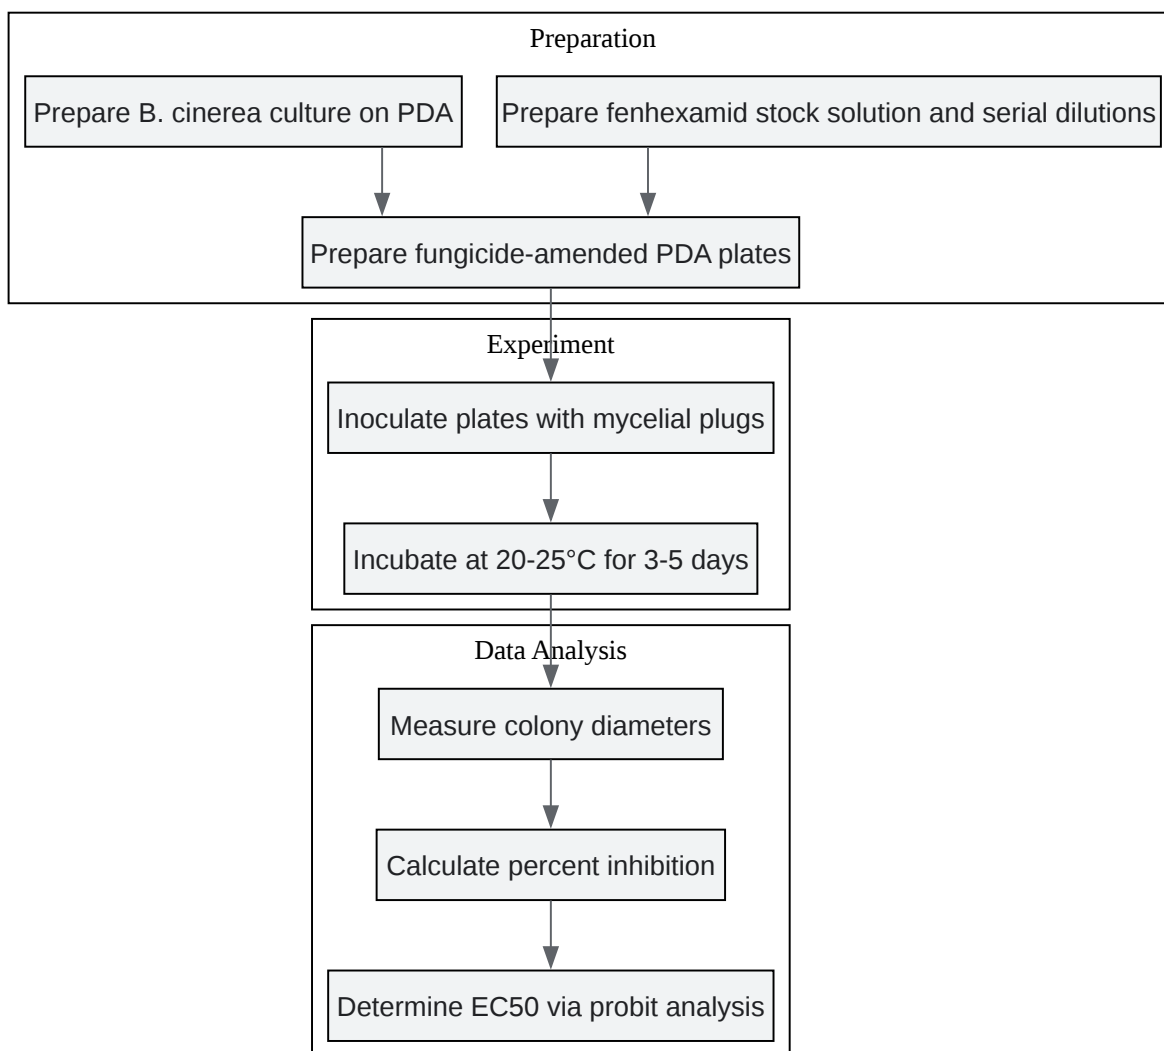 Preparation
Prepare B. cinerea culture on PDA
Prepare fenhexamid stock solution and serial dilutions
Prepare fungicide-amended PDA plates
Experiment
Inoculate plates with mycelial plugs
Incubate at 20-25°C for 3-5 days
Data Analysis
Measure colony diameters
Calculate percent inhibition
Determine EC50 via probit analysis